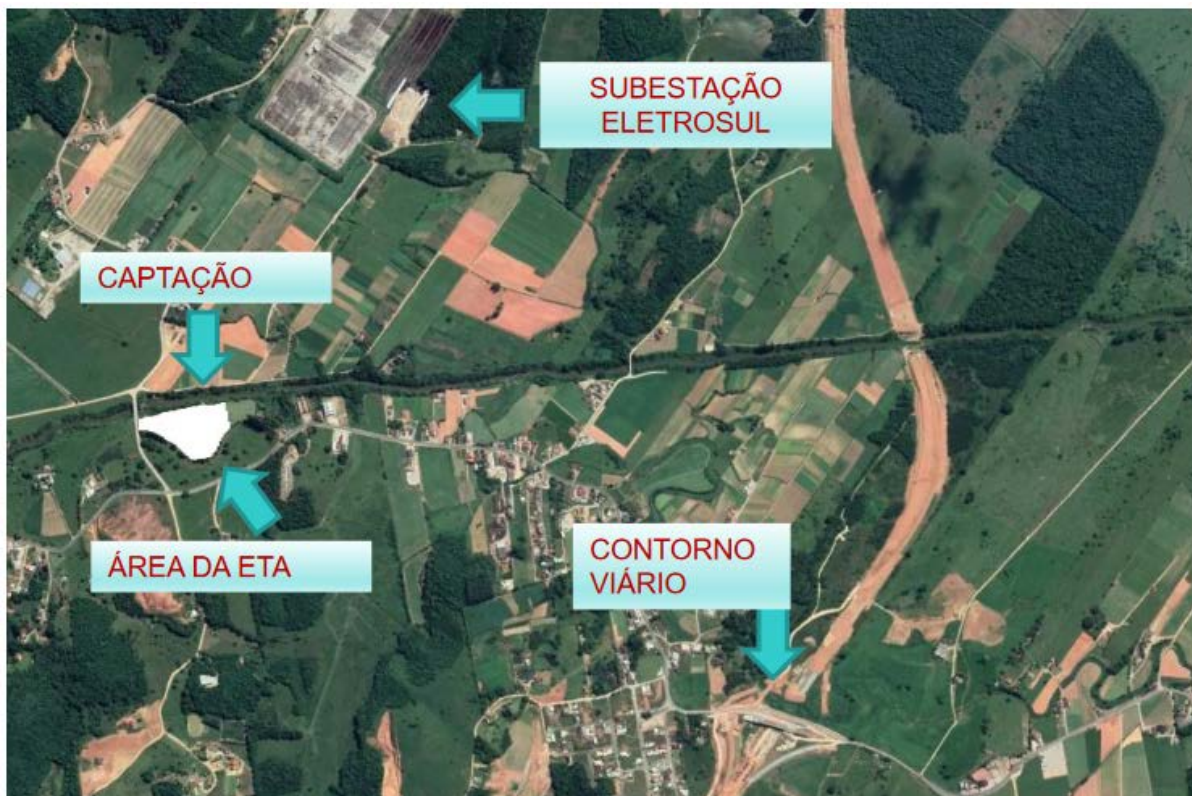 SUBESTAÇÃO
ELETROSUL
CAPTAÇÃO
ÁREA DA ETA
CONTORNO
VIÁRIO